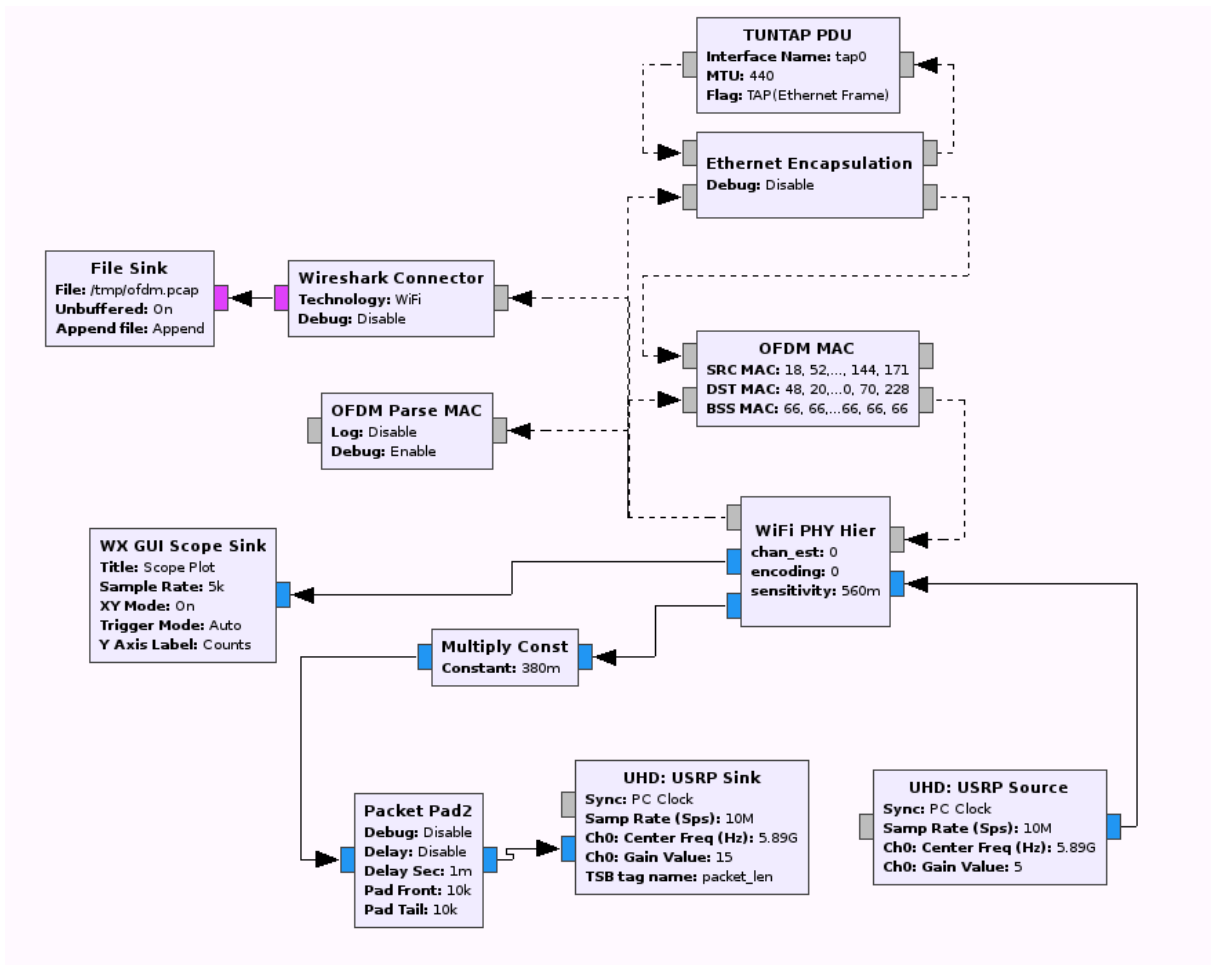 TUNTAP PDU
Interface Name: tap0
MTU: 440
Flag: TAP(Ethernet Frame)
Ethernet Encapsulation
Debug: Disable
File Sink
File: /tmp/ofdm.pcap
Unbuffered: On
Append file: Append
Wireshark Connector
Technology: WiFi
Debug: Disable
OFDM MAC
SRC MAC: 18, 52,..., 144, 171
DST MAC: 48, 20,...0, 70, 228
BSS MAC: 66, 66,...66, 66, 66
OFDM Parse MAC
Log: Disable
Debug: Enable
WiFi PHY Hier
chan_est: 0
encoding: 0
sensitivity: 560m
WX GUI Scope Sink
Title: Scope Plot
Sample Rate: 5k
XY Mode: On
Trigger Mode: Auto
Y Axis Label: Counts
Multiply Const
Constant: 380m
Packet Pad2
Debug: Disable
Delay: Disable
Delay Sec: 1m
Pad Front: 10k
Pad Tail: 10k
UHD: USRP Sink
Sync: PC Clock
Samp Rate (Sps): 10M
Ch0: Center Freq (Hz): 5.89G
Ch0: Gain Value: 15
TSB tag name: packet_len
UHD: USRP Source
Sync: PC Clock
Samp Rate (Sps): 10M
Ch0: Center Freq (Hz): 5.89G
Ch0: Gain Value: 5